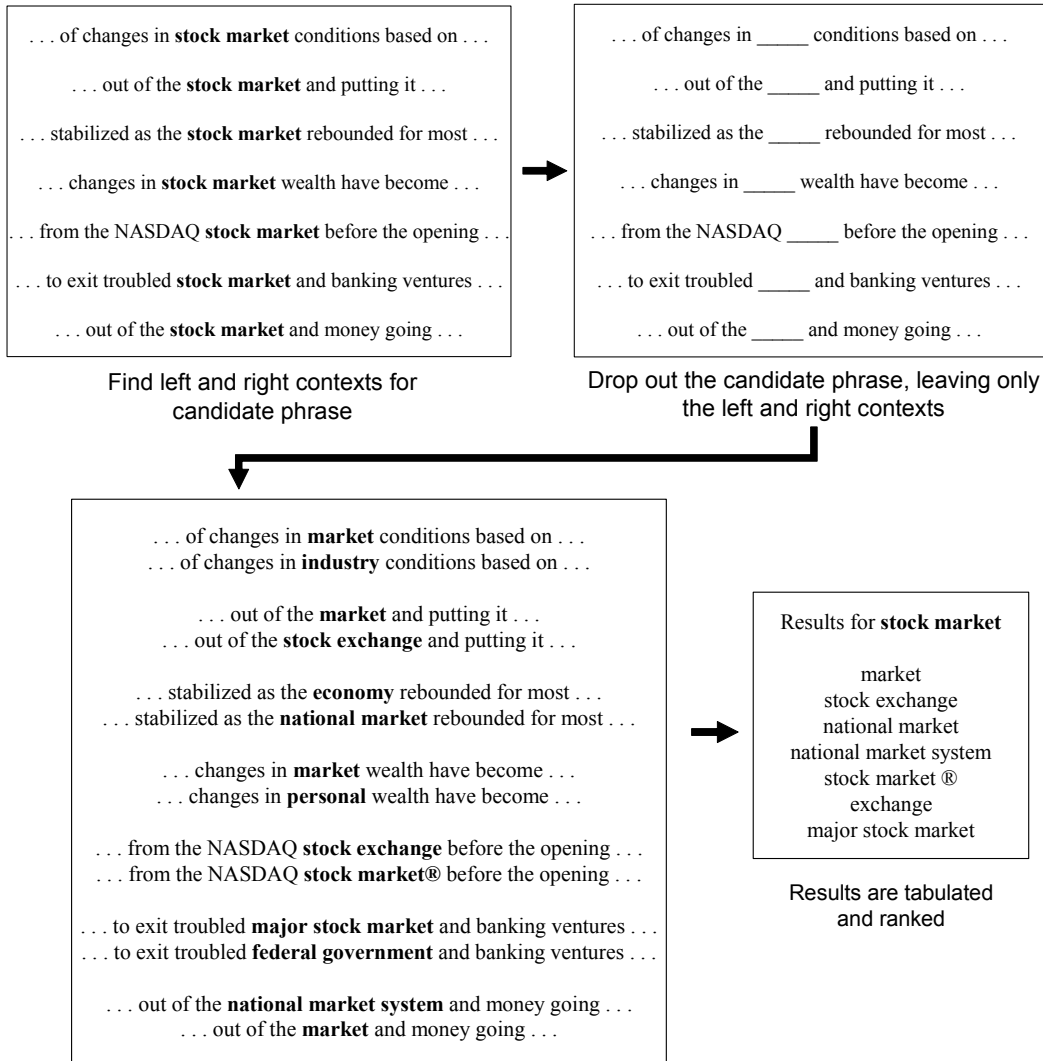 . . . of changes in stock market conditions based on . . .
. . . out of the stock market and putting it . . .
. . . stabilized as the stock market rebounded for most . . .
. . . changes in stock market wealth have become . . .
. . . from the NASDAQ stock market before the opening . . .
. . . to exit troubled stock market and banking ventures . . .
. . . out of the stock market and money going . . .
Find left and right contexts for
candidate phrase
. . . of changes in _____ conditions based on . . .
. . . out of the _____ and putting it . . .
. . . stabilized as the _____ rebounded for most . . .
. . . changes in _____ wealth have become . . .
. . . from the NASDAQ _____ before the opening . . .
. . . to exit troubled _____ and banking ventures . . .
. . . out of the _____ and money going . . .
Drop out the candidate phrase, leaving only
the left and right contexts
. . . of changes in market conditions based on . . .
. . . of changes in industry conditions based on . . .
. . . out of the market and putting it . . .
. . . out of the stock exchange and putting it . . .
. . . stabilized as the economy rebounded for most . . .
. . . stabilized as the national market rebounded for most . . .
. . . changes in market wealth have become . . .
. . . changes in personal wealth have become . . .
. . . from the NASDAQ stock exchange before the opening . . .
. . . from the NASDAQ stock market® before the opening . . .
. . . to exit troubled major stock market and banking ventures . . .
. . . to exit troubled federal government and banking ventures . . .
. . . out of the national market system and money going . . .
. . . out of the market and money going . . .
Results for stock market
market
stock exchange
national market
national market system
stock market ®
exchange
major stock market
Results are tabulated
and ranked